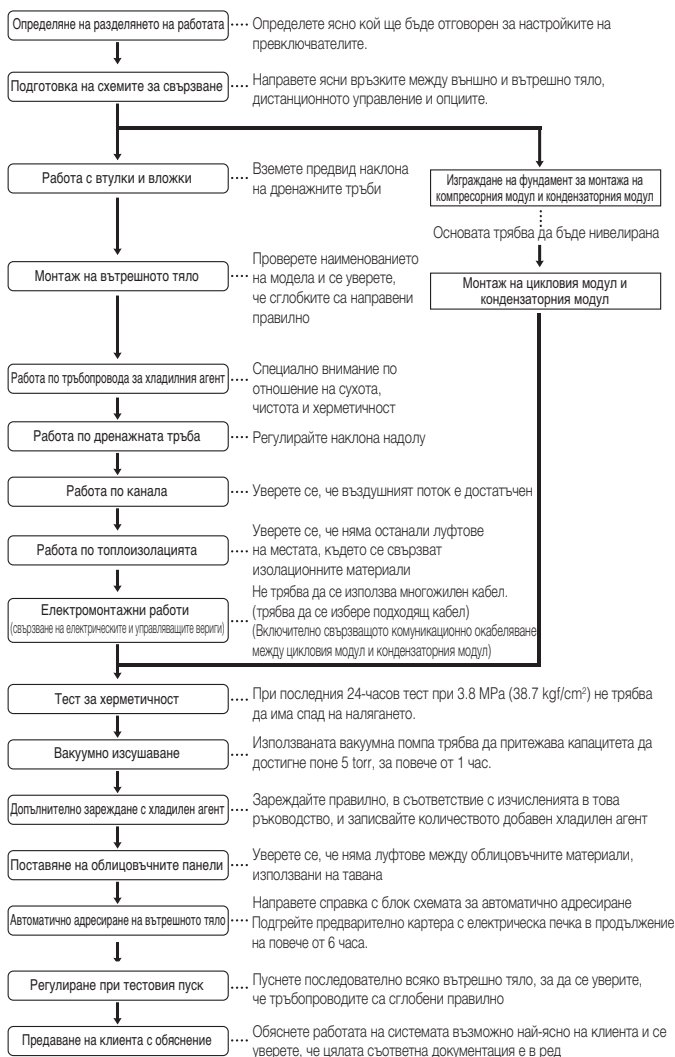 Определяне на разделянето на работата
Определете ясно кой ще бъде отговорен за настройките на
превключвателите.
Подготовка на схемите за свързване
Направете ясни връзките между външно и вътрешно тяло,
дистанционното управление и опциите.
Работа с втулки и вложки
Вземете предвид наклона
на дренажните тръби
Изграждане на фундамент за монтажа на
компресорния модул и кондензаторния модул
Основата трябва да бъде нивелирана
Монтаж на вътрешното тяло
Проверете наименованието
на модела и се уверете,
че сглобките са направени
правилно
Монтаж на цикловия модул и
кондензаторния модул
Работа по тръбопровода за хладилния агент
Специално внимание по
отношение на сухота,
чистота и херметичност
Работа по дренажната тръба
Регулирайте наклона надолу
Работа по канала
Уверете се, че въздушният поток е достатъчен
Работа по топлоизолацията
Уверете се, че няма останали луфтове
на местата, където се свързват
изолационните материали
Електромонтажни работи
(свързване на електрическите и управляващите вериги)
Не трябва да се използва многожилен кабел.
(трябва да се избере подходящ кабел)
(Включително свързващото комуникационно окабеляване
между цикловия модул и кондензаторния модул)
Тест за херметичност
При последния 24-часов тест при 3.8 MPa (38.7 kgf/cm²) не трябва
да има спад на налягането.
Вакуумно изсушаване
Използваната вакуумна помпа трябва да притежава капацитета да
достигне поне 5 torr, за повече от 1 час.
Допълнително зареждане с хладилен агент
Зареждайте правилно, в съответствие с изчисленията в това
ръководство, и записвайте количеството добавен хладилен агент
Поставяне на облицовъчните панели
Уверете се, че няма луфтове между облицовъчните материали,
използвани на тавана
Автоматично адресиране на вътрешното тяло
Направете справка с блок схемата за автоматично адресиране
Подгрейте предварително картера с електрическа печка в продължение
на повече от 6 часа.
Регулиране при тестовия пуск
Пуснете последователно всяко вътрешно тяло, за да се уверите,
че тръбопроводите са сглобени правилно
Предаване на клиента с обяснение
Обяснете работата на системата възможно най-ясно на клиента и се
уверете, че цялата съответна документация е в ред